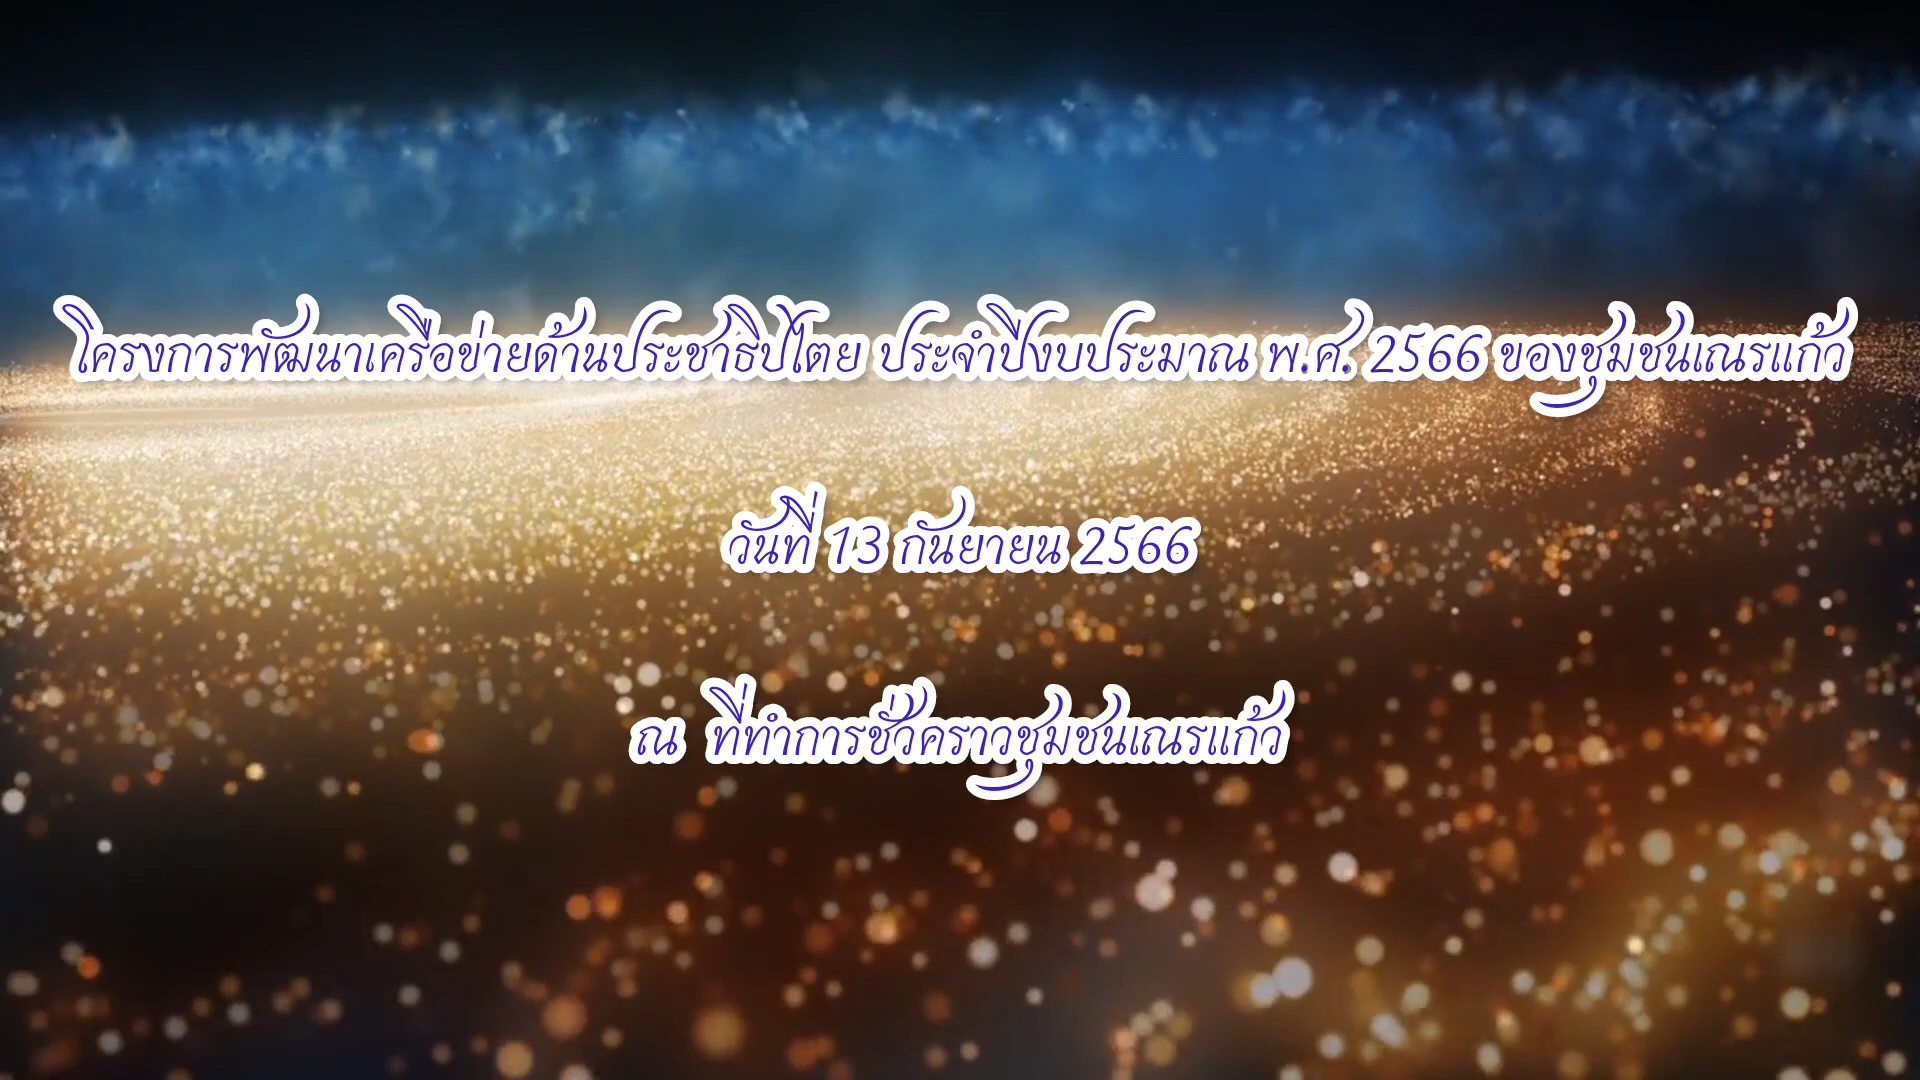 โครงการพัฒนาเครือข่ายด้านประชาธิปไตย ประจำปีงบประมาณ พ.ศ. 2566 ของชุมชนเณรแก้ว
วันที่ 13 กันยายน 2566
ณ ที่ทำการชั่วคราวชุมชนเณรแก้ว